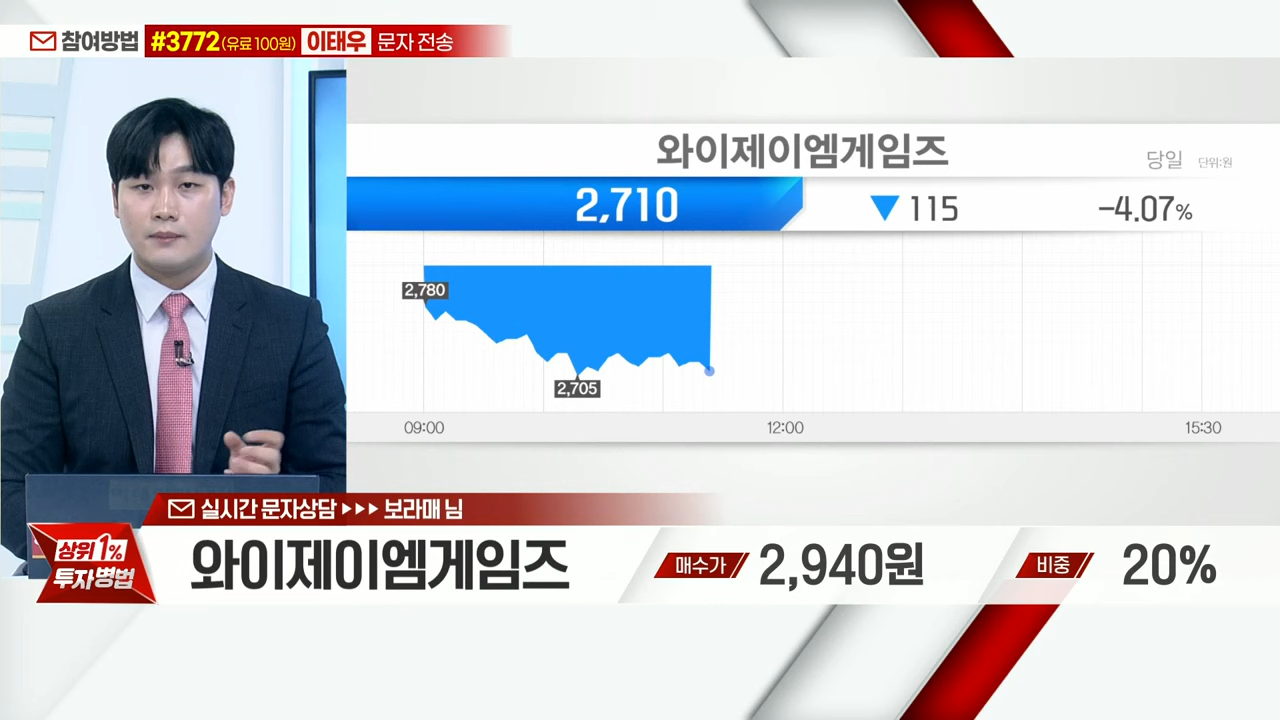 참여방법 #3772(유료 100원) 이태우 문자 전송
와이제이엠게임즈
당일 단위:원
2,710 ▼115 -4.07%
2,780
2,705
09:00 12:00 15:30
실시간 문자상담 ▶▶▶ 보라매 님
상위 1%
투자병법
와이제이엠게임즈 매수가 2,940원 비중 20%